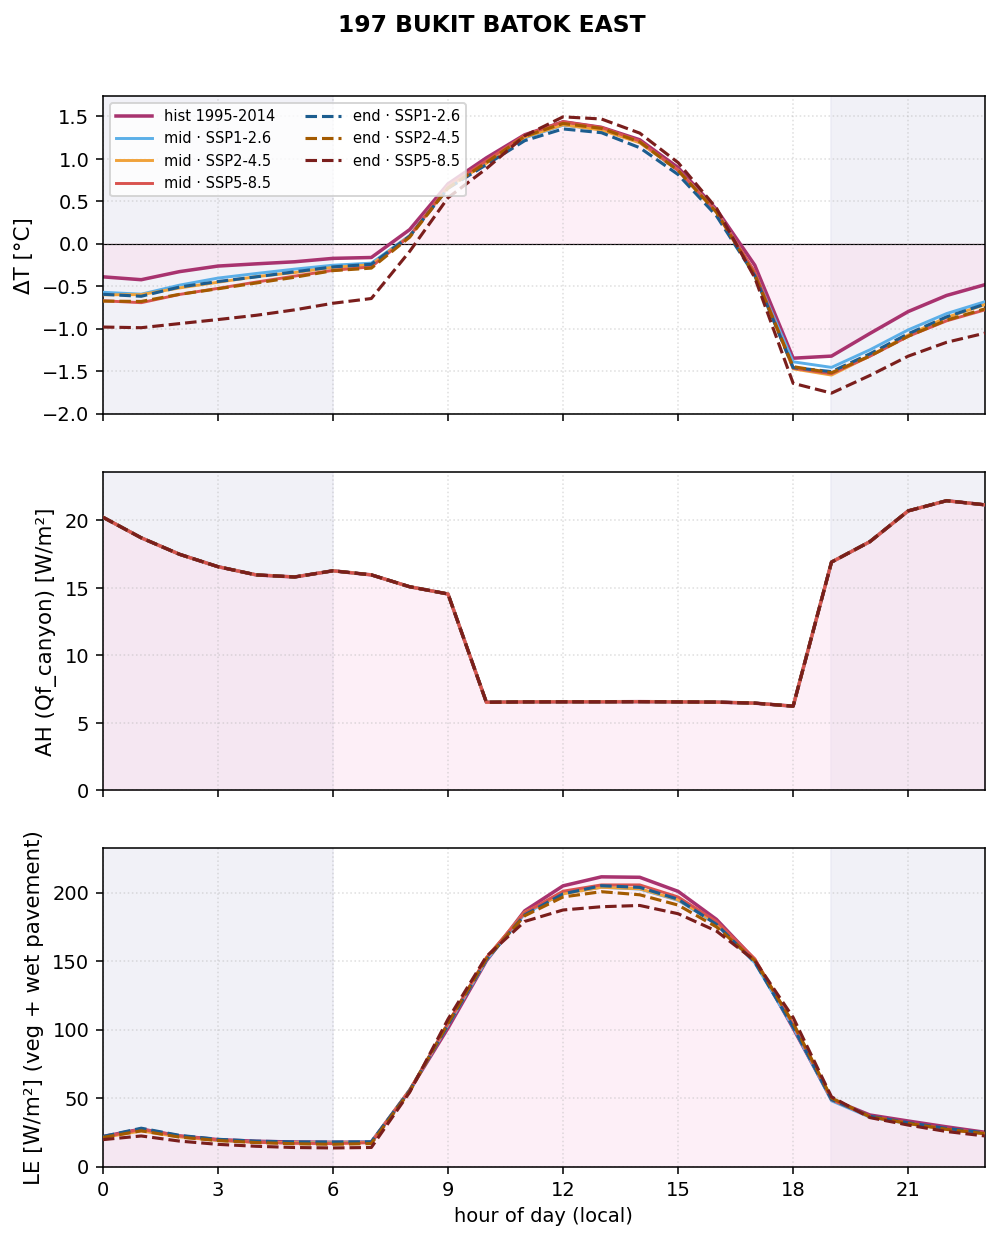 197 BUKIT BATOK EAST
ΔT [°C]
1.5
1.0
0.5
0.0
−0.5
−1.0
−1.5
−2.0
hist 1995-2014
mid · SSP1-2.6
mid · SSP2-4.5
mid · SSP5-8.5
end · SSP1-2.6
end · SSP2-4.5
end · SSP5-8.5
AH (Qf_canyon) [W/m²]
20
15
10
5
0
LE [W/m²] (veg + wet pavement)
200
150
100
50
0
0 3 6 9 12 15 18 21
hour of day (local)